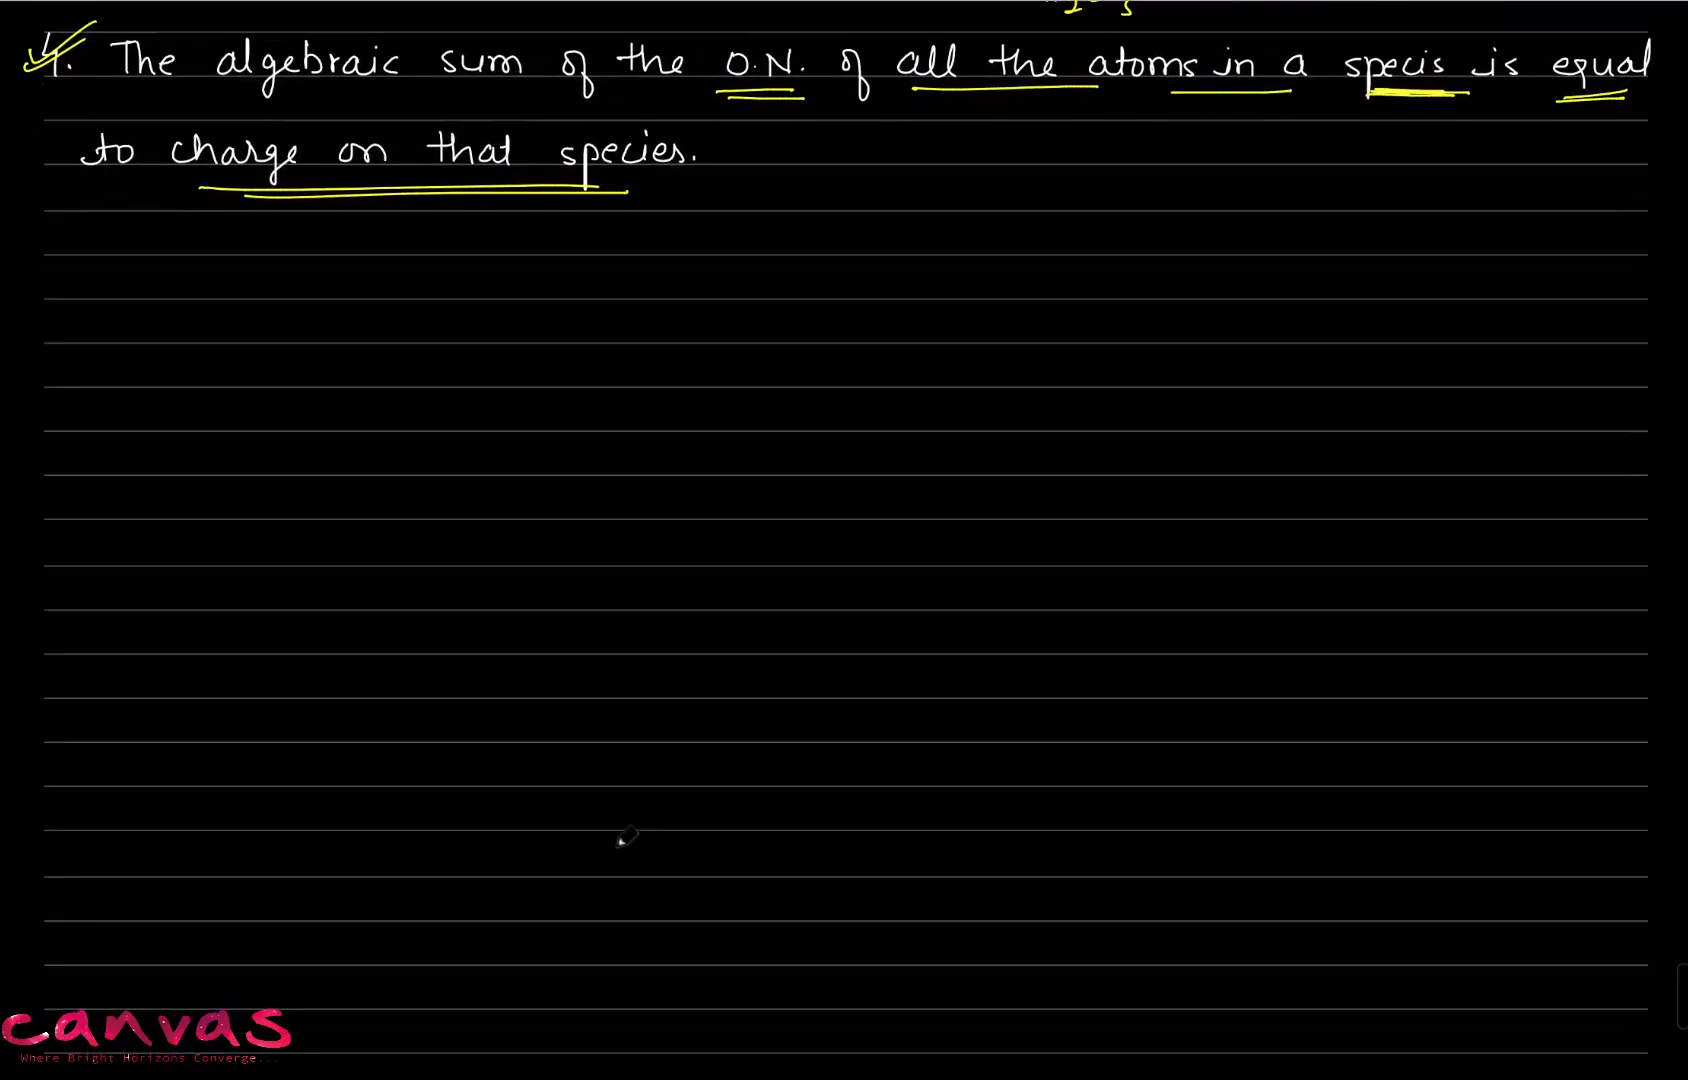 4. The algebraic sum of the O.N. of all the atoms in a specis is equal
to charge on that species.
canvas
Where Bright Horizons Converge...